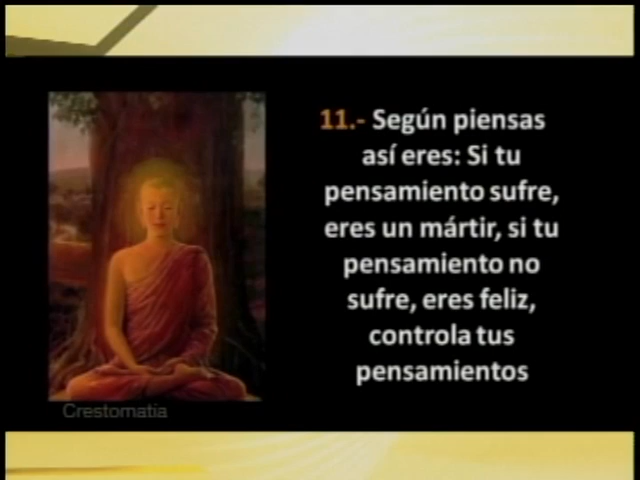 11.- Según piensas
así eres: Si tu
pensamiento sufre,
eres un mártir, si tu
pensamiento no
sufre, eres feliz,
controla tus
pensamientos
Crestomatia